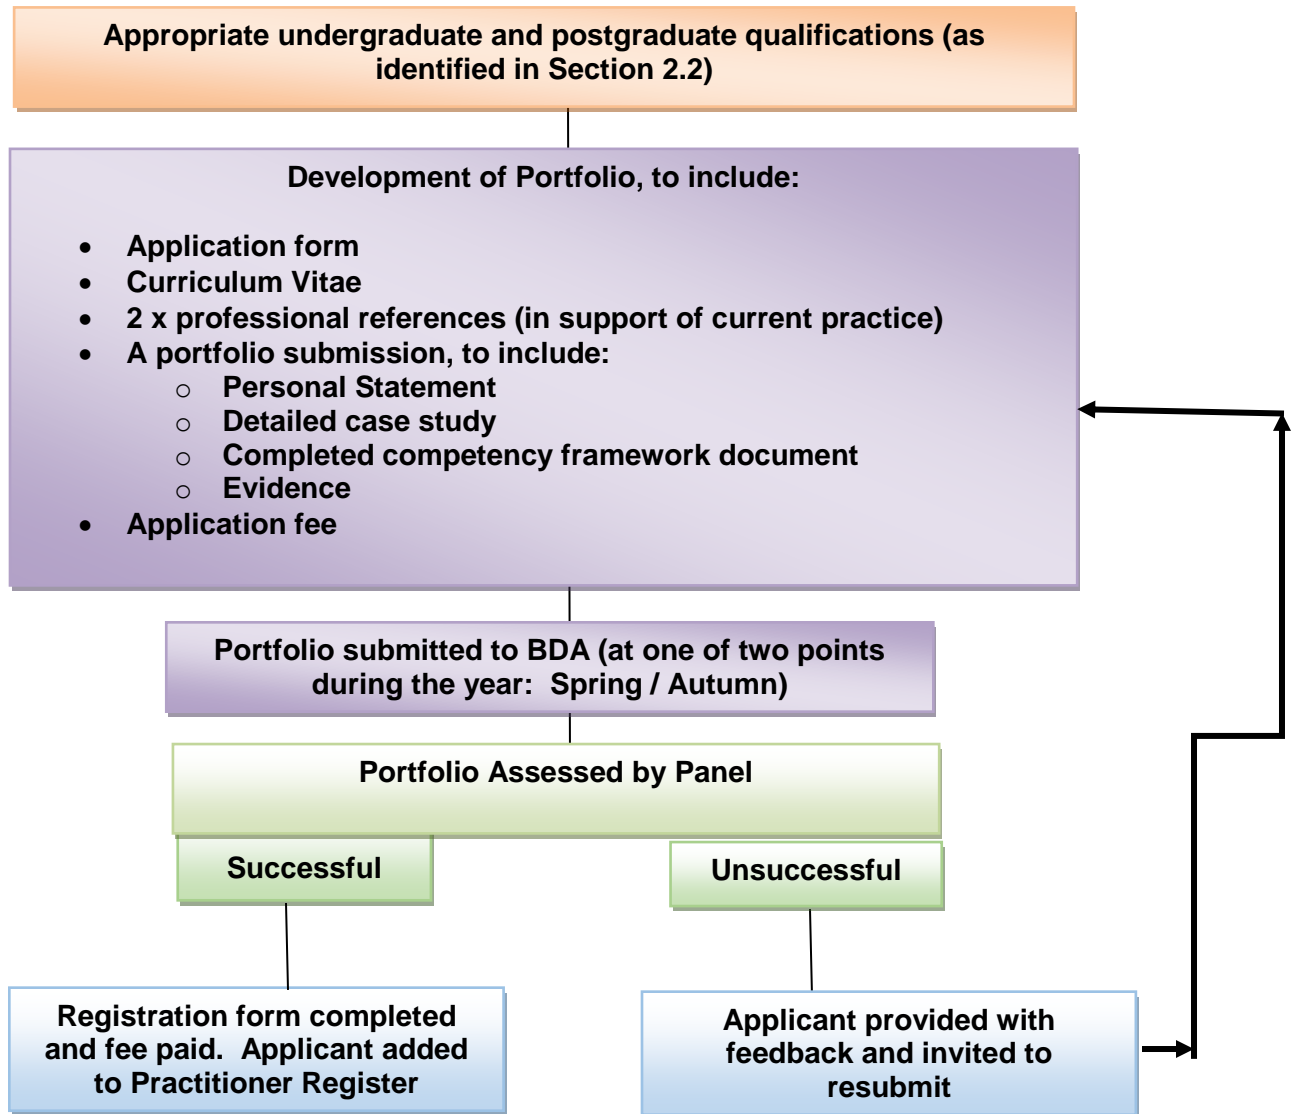 Appropriate undergraduate and postgraduate qualifications (as
identified in Section 2.2)
Development of Portfolio, to include:
• Application form
• Curriculum Vitae
• 2 x professional references (in support of current practice)
• A portfolio submission, to include:
o Personal Statement
o Detailed case study
o Completed competency framework document
o Evidence
• Application fee
Portfolio submitted to BDA (at one of two points
during the year:  Spring / Autumn)
Portfolio Assessed by Panel
Successful
Unsuccessful
Registration form completed
and fee paid.  Applicant added
to Practitioner Register
Applicant provided with
feedback and invited to
resubmit